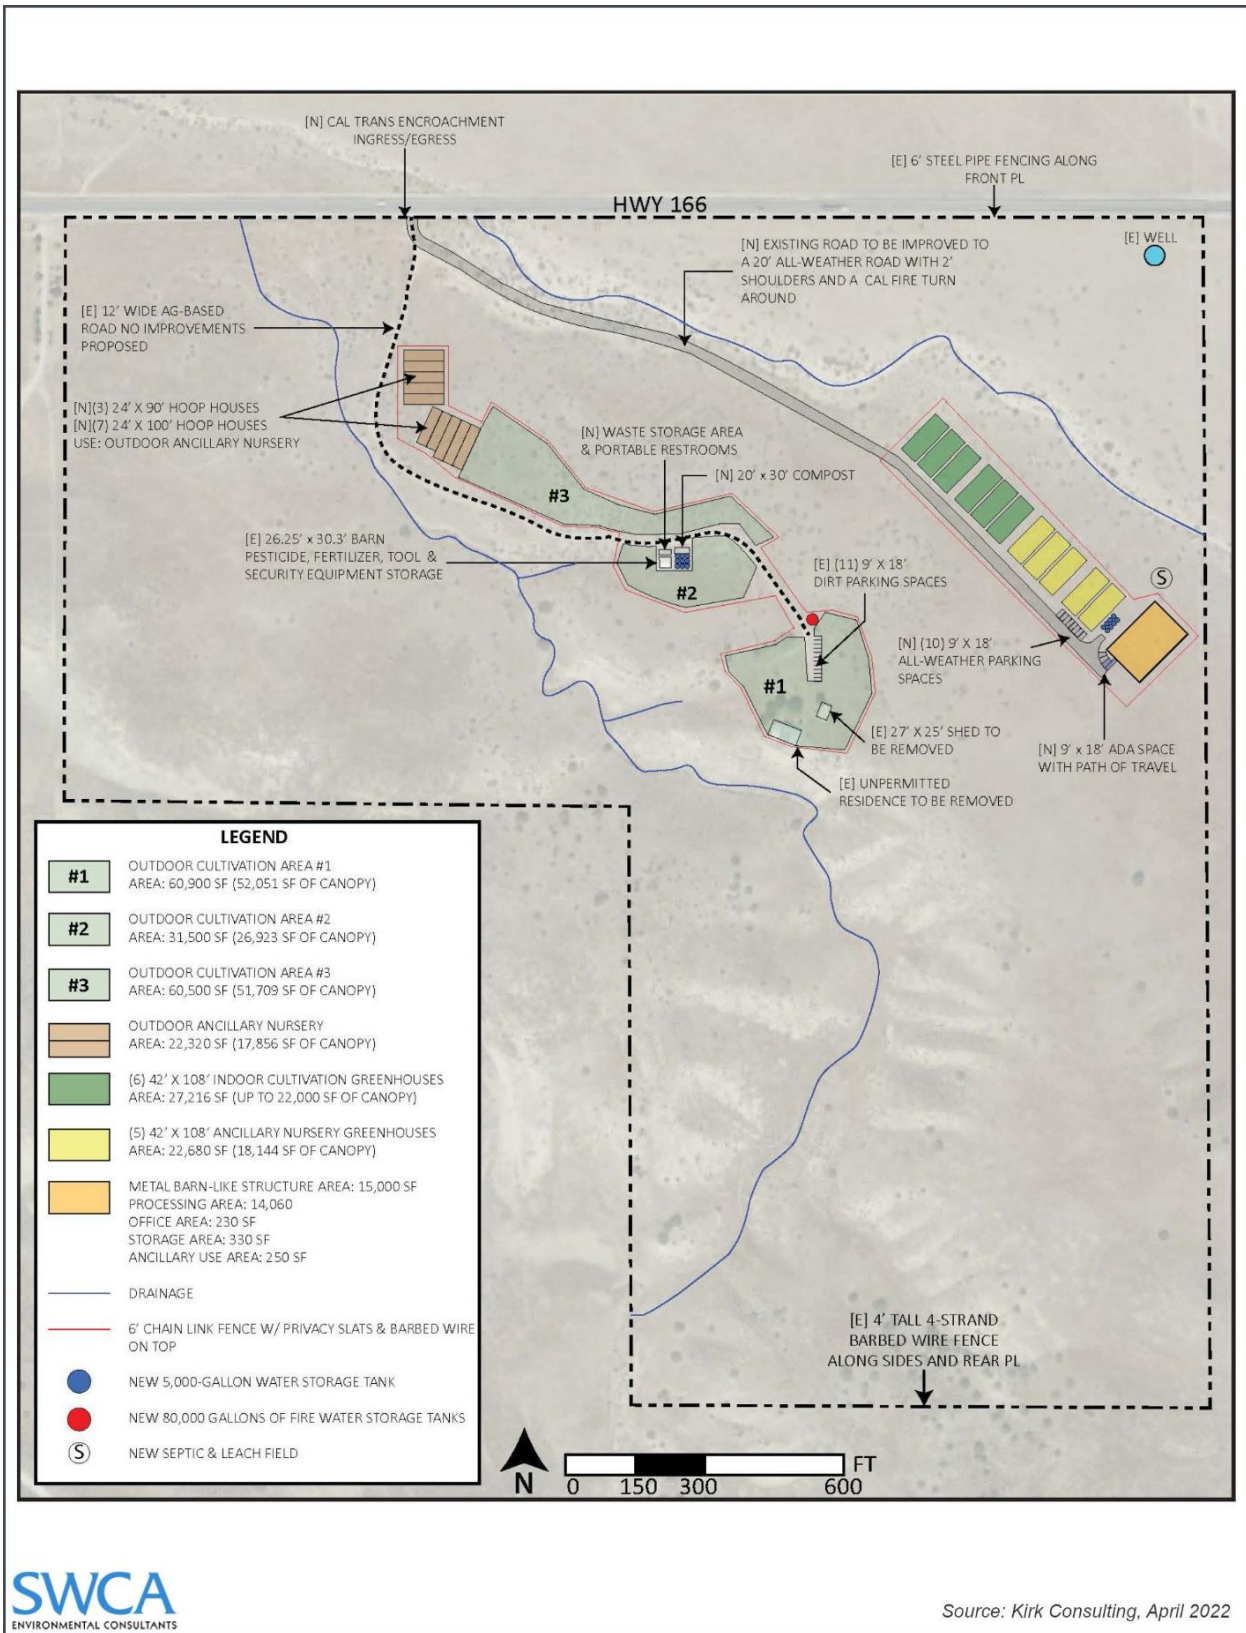 [N] CAL TRANS ENCROACHMENT
INGRESS/EGRESS
[E] 6' STEEL PIPE FENCING ALONG
FRONT PL
HWY 166
[E] WELL
[N] EXISTING ROAD TO BE IMPROVED TO
A 20' ALL-WEATHER ROAD WITH 2'
SHOULDERS AND A CAL FIRE TURN
AROUND
[E] 12' WIDE AG-BASED
ROAD NO IMPROVEMENTS
PROPOSED
[N](3) 24' X 90' HOOP HOUSES
[N](7) 24' X 100' HOOP HOUSES
USE: OUTDOOR ANCILLARY NURSERY
[N] WASTE STORAGE AREA
& PORTABLE RESTROOMS
[N] 20' x 30' COMPOST
#3
[E] 26.25' x 30.3' BARN
PESTICIDE, FERTILIZER, TOOL &
SECURITY EQUIPMENT STORAGE
#2
[E] (11) 9' X 18'
DIRT PARKING SPACES
S
[N] (10) 9' X 18'
ALL-WEATHER PARKING
SPACES
#1
[E] 27' X 25' SHED TO
BE REMOVED
[N] 9' x 18' ADA SPACE
WITH PATH OF TRAVEL
[E] UNPERMITTED
RESIDENCE TO BE REMOVED
LEGEND
#1
OUTDOOR CULTIVATION AREA #1
AREA: 60,900 SF (52,051 SF OF CANOPY)
#2
OUTDOOR CULTIVATION AREA #2
AREA: 31,500 SF (26,923 SF OF CANOPY)
#3
OUTDOOR CULTIVATION AREA #3
AREA: 60,500 SF (51,709 SF OF CANOPY)
OUTDOOR ANCILLARY NURSERY
AREA: 22,320 SF (17,856 SF OF CANOPY)
(6) 42' X 108' INDOOR CULTIVATION GREENHOUSES
AREA: 27,216 SF (UP TO 22,000 SF OF CANOPY)
(5) 42' X 108' ANCILLARY NURSERY GREENHOUSES
AREA: 22,680 SF (18,144 SF OF CANOPY)
METAL BARN-LIKE STRUCTURE AREA: 15,000 SF
PROCESSING AREA: 14,060
OFFICE AREA: 230 SF
STORAGE AREA: 330 SF
ANCILLARY USE AREA: 250 SF
DRAINAGE
6' CHAIN LINK FENCE W/ PRIVACY SLATS & BARBED WIRE
ON TOP
NEW 5,000-GALLON WATER STORAGE TANK
NEW 80,000 GALLONS OF FIRE WATER STORAGE TANKS
S
NEW SEPTIC & LEACH FIELD
[E] 4' TALL 4-STRAND
BARBED WIRE FENCE
ALONG SIDES AND REAR PL
N
FT
0 150 300 600
SWCA
ENVIRONMENTAL CONSULTANTS
Source: Kirk Consulting, April 2022